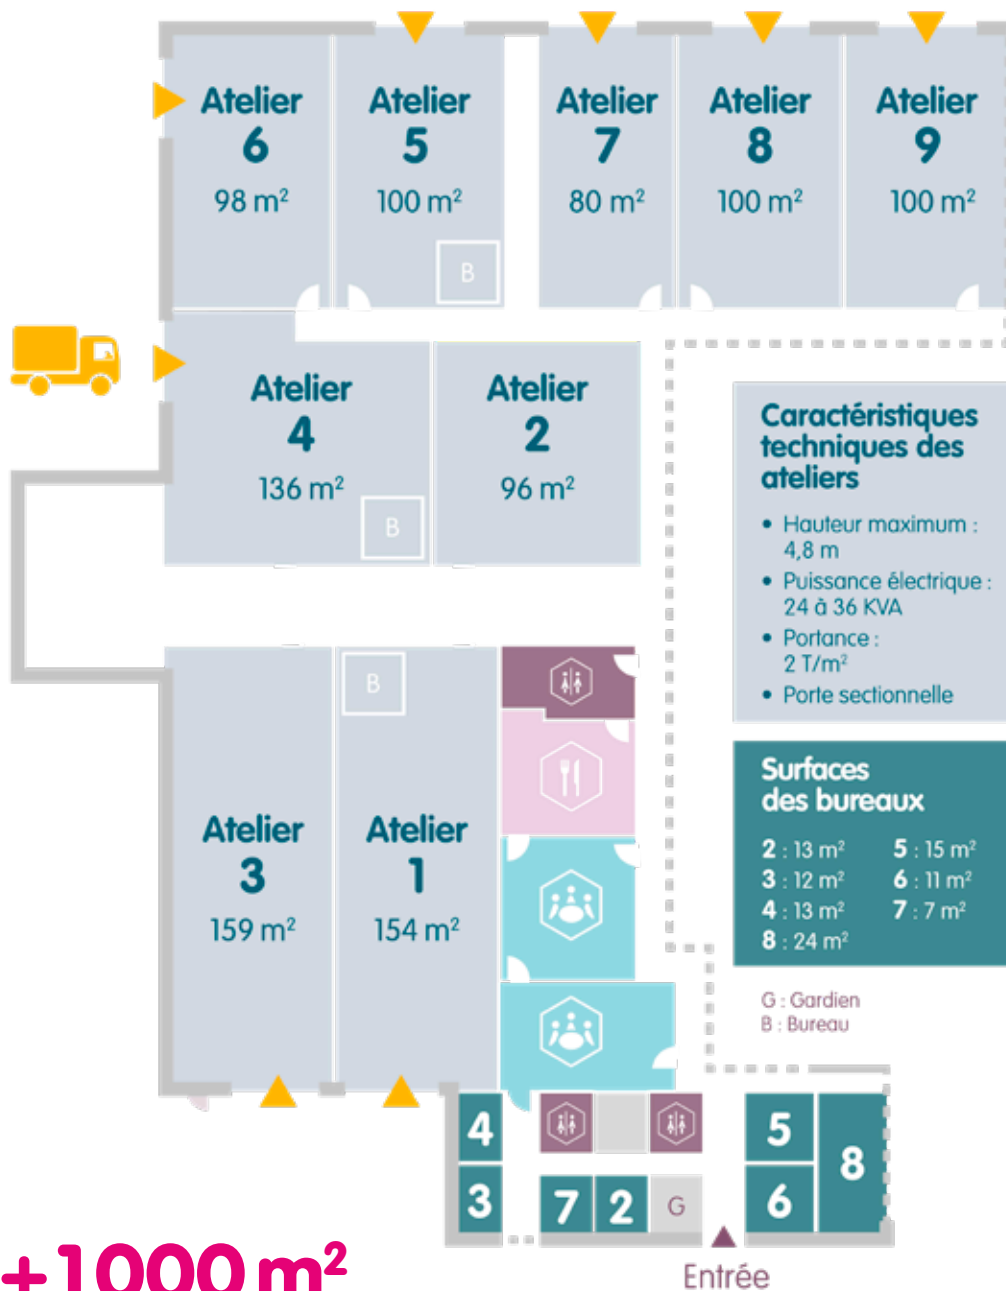 Atelier
6
98 m²
Atelier
5
100 m²
B
Atelier
7
80 m²
Atelier
8
100 m²
Atelier
9
100 m²
Atelier
4
136 m²
B
Atelier
2
96 m²
Caractéristiques
techniques des
ateliers
• Hauteur maximum :
4,8 m
• Puissance électrique :
24 à 36 KVA
• Portance :
2 T/m²
• Porte sectionnelle
Atelier
3
159 m²
B
Atelier
1
154 m²
Surfaces
des bureaux
2 : 13 m²
3 : 12 m²
4 : 13 m²
8 : 24 m²
5 : 15 m²
6 : 11 m²
7 : 7 m²
G : Gardien
B : Bureau
4
3
7
2
G
5
6
8
Entrée
+1000 m²